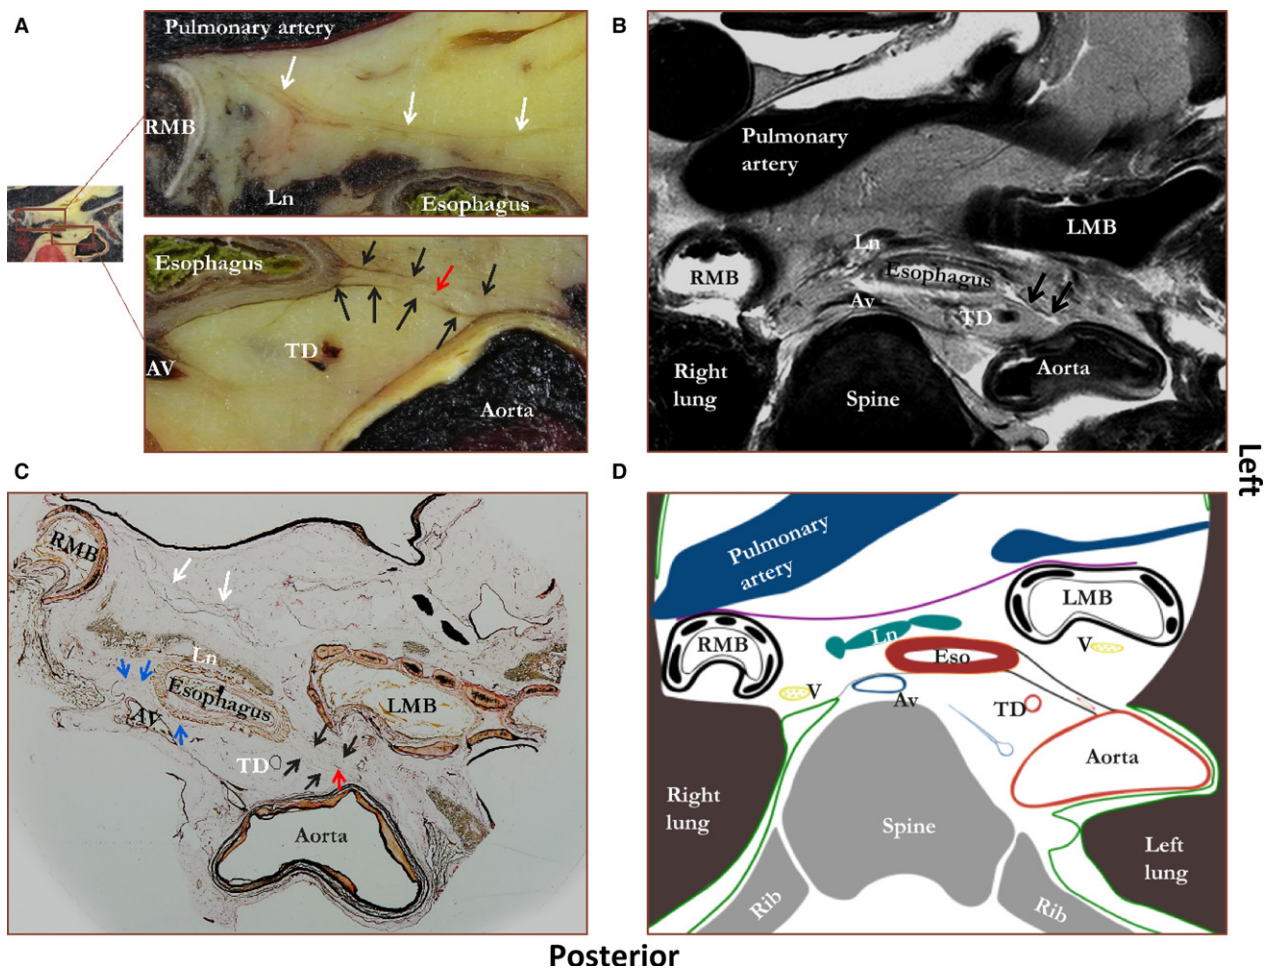 A
Pulmonary artery
RMB
Ln
Esophagus
Esophagus
TD
AV
Aorta
B
Pulmonary
artery
LMB
Ln
RMB
Esophagus
Av
TD
Right
lung
Spine
Aorta
Left
C
RMB
Ln
Esophagus
AV
LMB
TD
Aorta
D
Pulmonary
artery
LMB
RMB
Ln
V
Eso
V
Av
TD
Aorta
Right
lung
Spine
Left
lung
Rib
Rib
Posterior